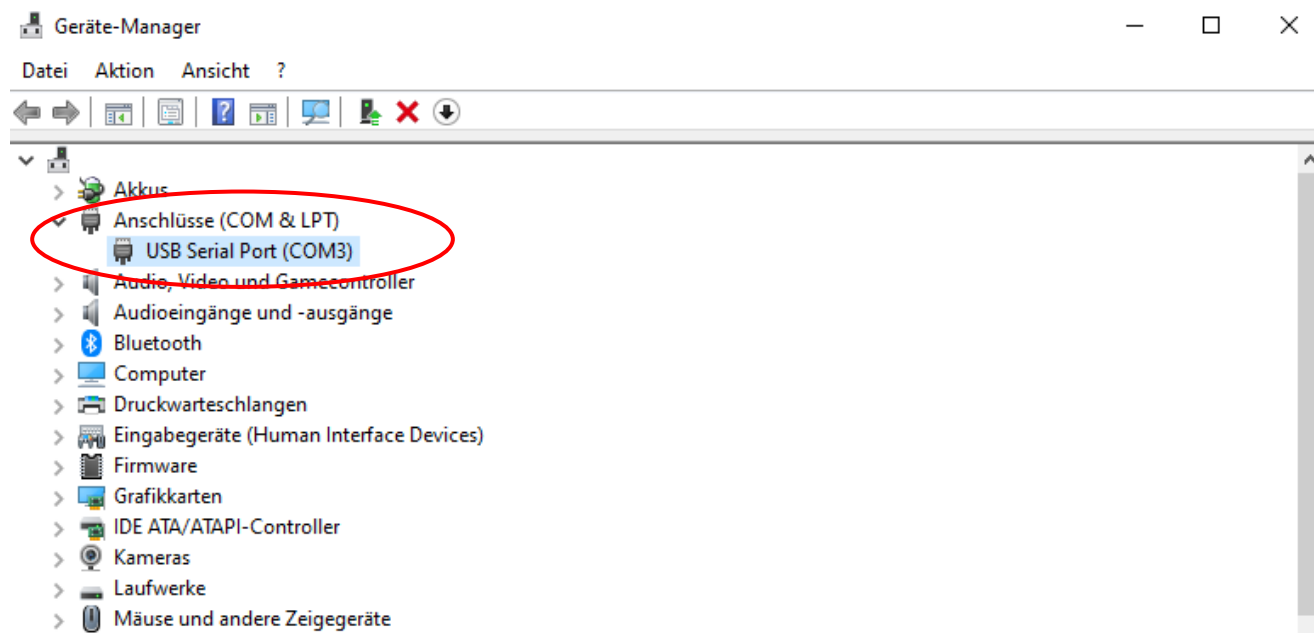 Geräte-Manager
Datei Aktion Ansicht ?
Akkus
Anschlüsse (COM & LPT)
USB Serial Port (COM3)
Audio, Video und Gamecontroller
Audioeingänge und -ausgänge
Bluetooth
Computer
Druckwarteschlangen
Eingabegeräte (Human Interface Devices)
Firmware
Grafikkarten
IDE ATA/ATAPI-Controller
Kameras
Laufwerke
Mäuse und andere Zeigegeräte